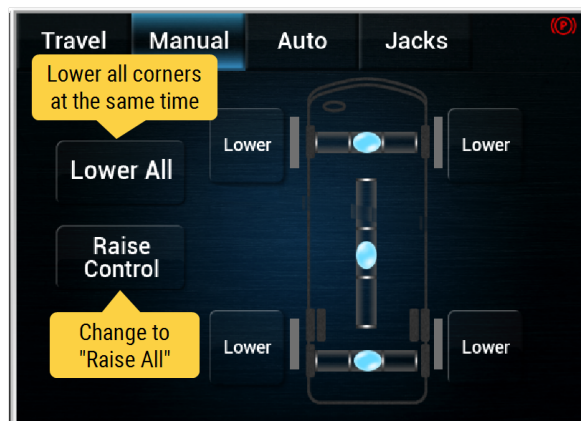 Travel
Manual
Auto
Jacks
(P)
Lower all corners
at the same time
Lower
Lower
Lower All
Raise
Control
Change to
"Raise All"
Lower
Lower